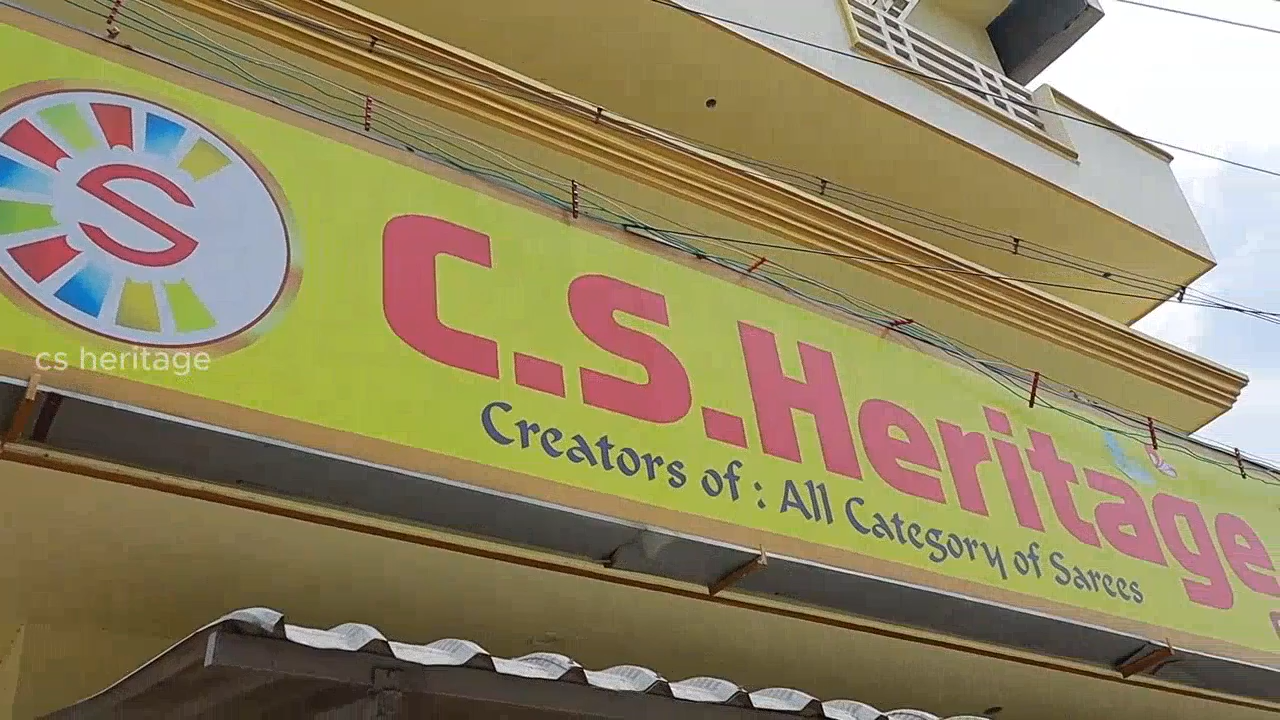 S
C.S.Heritage
Creators of : All Category of Sarees
cs heritage